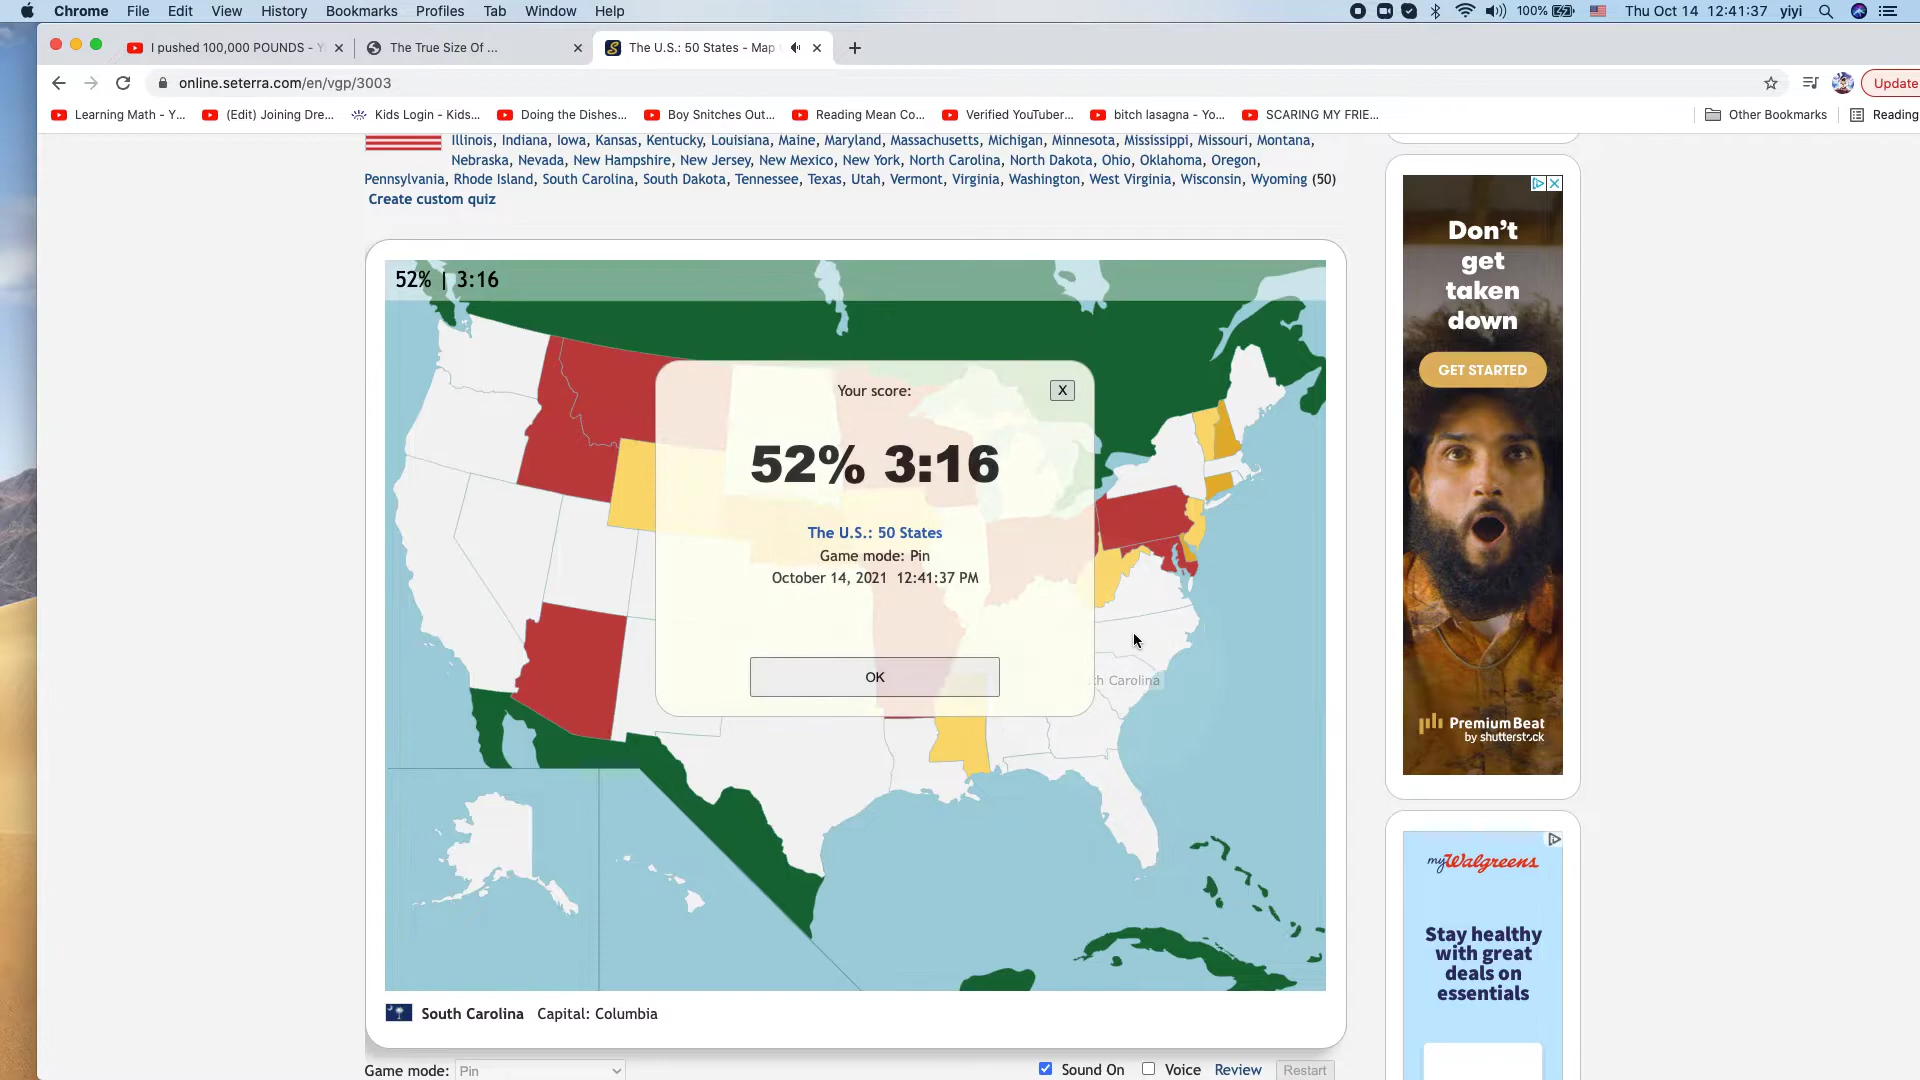 Chrome File Edit View History Bookmarks Profiles Tab Window Help 100% Thu Oct 14 12:41:37 yiyi
I pushed 100,000 POUNDS - The True Size Of ... The U.S.: 50 States - Map
online.seterra.com/en/vgp/3003 Update
Learning Math - Y... (Edit) Joining Dre... Kids Login - Kids... Doing the Dishes... Boy Snitches Out... Reading Mean Co... Verified YouTuber... bitch lasagna - Yo... SCARING MY FRIE... Other Bookmarks Reading
Illinois, Indiana, Iowa, Kansas, Kentucky, Louisiana, Maine, Maryland, Massachusetts, Michigan, Minnesota, Mississippi, Missouri, Montana,
Nebraska, Nevada, New Hampshire, New Jersey, New Mexico, New York, North Carolina, North Dakota, Ohio, Oklahoma, Oregon,
Pennsylvania, Rhode Island, South Carolina, South Dakota, Tennessee, Texas, Utah, Vermont, Virginia, Washington, West Virginia, Wisconsin, Wyoming (50)
Create custom quiz
52% | 3:16
Your score:
X
52% 3:16
The U.S.: 50 States
Game mode: Pin
October 14, 2021 12:41:37 PM
OK
th Carolina
South Carolina Capital: Columbia
Game mode: Pin Sound On Voice Review Restart
Don't
get
taken
down
GET STARTED
PremiumBeat
by shutterstock
myWalgreens
Stay healthy
with great
deals on
essentials